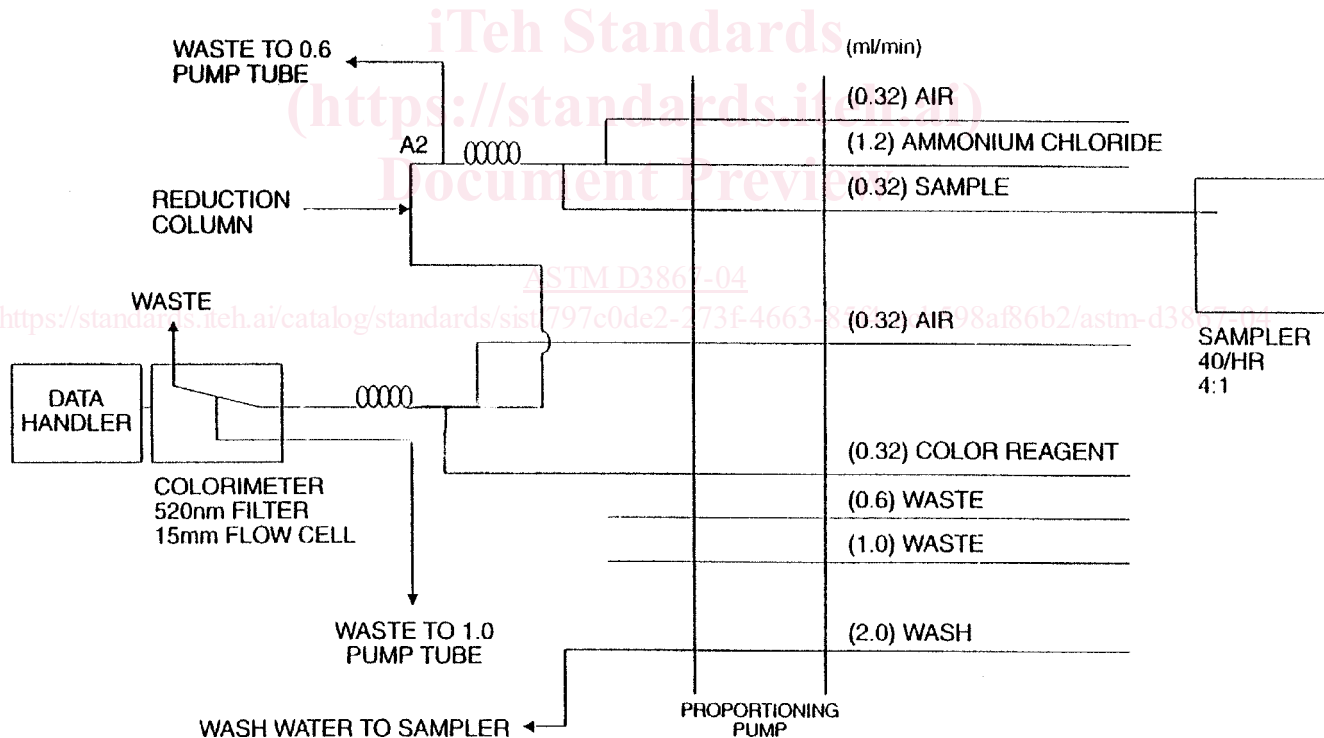 iTeh Standards
(https://standards.iteh.ai)
Document Preview
WASTE TO 0.6
PUMP TUBE
(ml/min)
(0.32) AIR
A2
(1.2) AMMONIUM CHLORIDE
(0.32) SAMPLE
REDUCTION
COLUMN
ASTM D3867-04
WASTE
(0.32) AIR
SAMPLER
40/HR
4:1
DATA
HANDLER
(0.32) COLOR REAGENT
COLORIMETER
520nm FILTER
15mm FLOW CELL
(0.6) WASTE
(1.0) WASTE
WASTE TO 1.0
PUMP TUBE
(2.0) WASH
PROPORTIONING
PUMP
WASH WATER TO SAMPLER